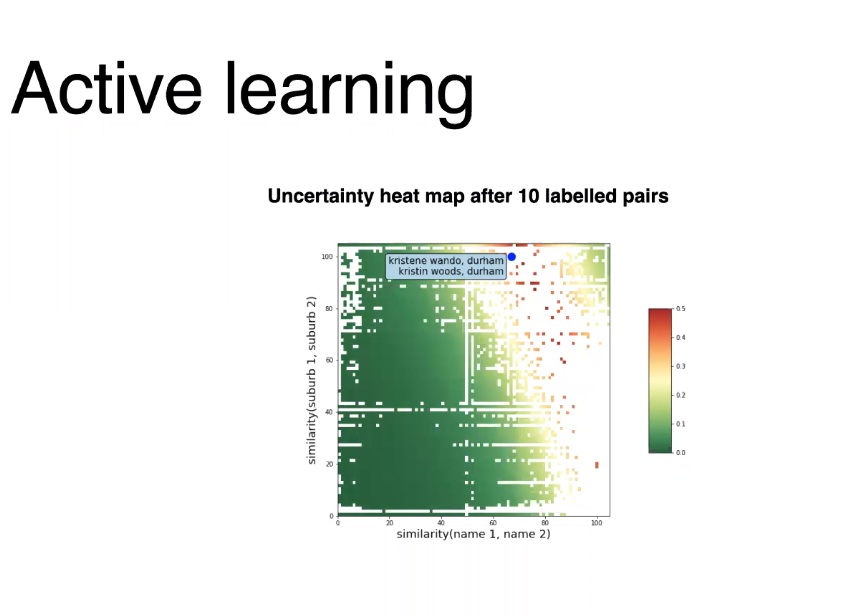 Active learning
Uncertainty heat map after 10 labelled pairs
kristene wando, durham
kristin woods, durham
similarity(suburb 1, suburb 2)
100
80
60
40
20
0
0 20 40 60 80 100
similarity(name 1, name 2)
0.5
0.4
0.3
0.2
0.1
0.0